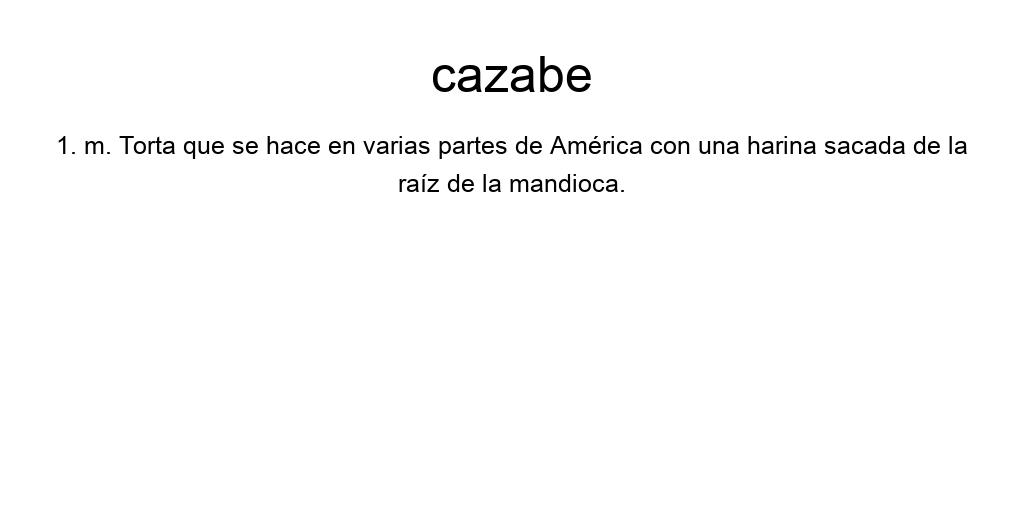 cazabe
1. m. Torta que se hace en varias partes de América con una harina sacada de la
raíz de la mandioca.